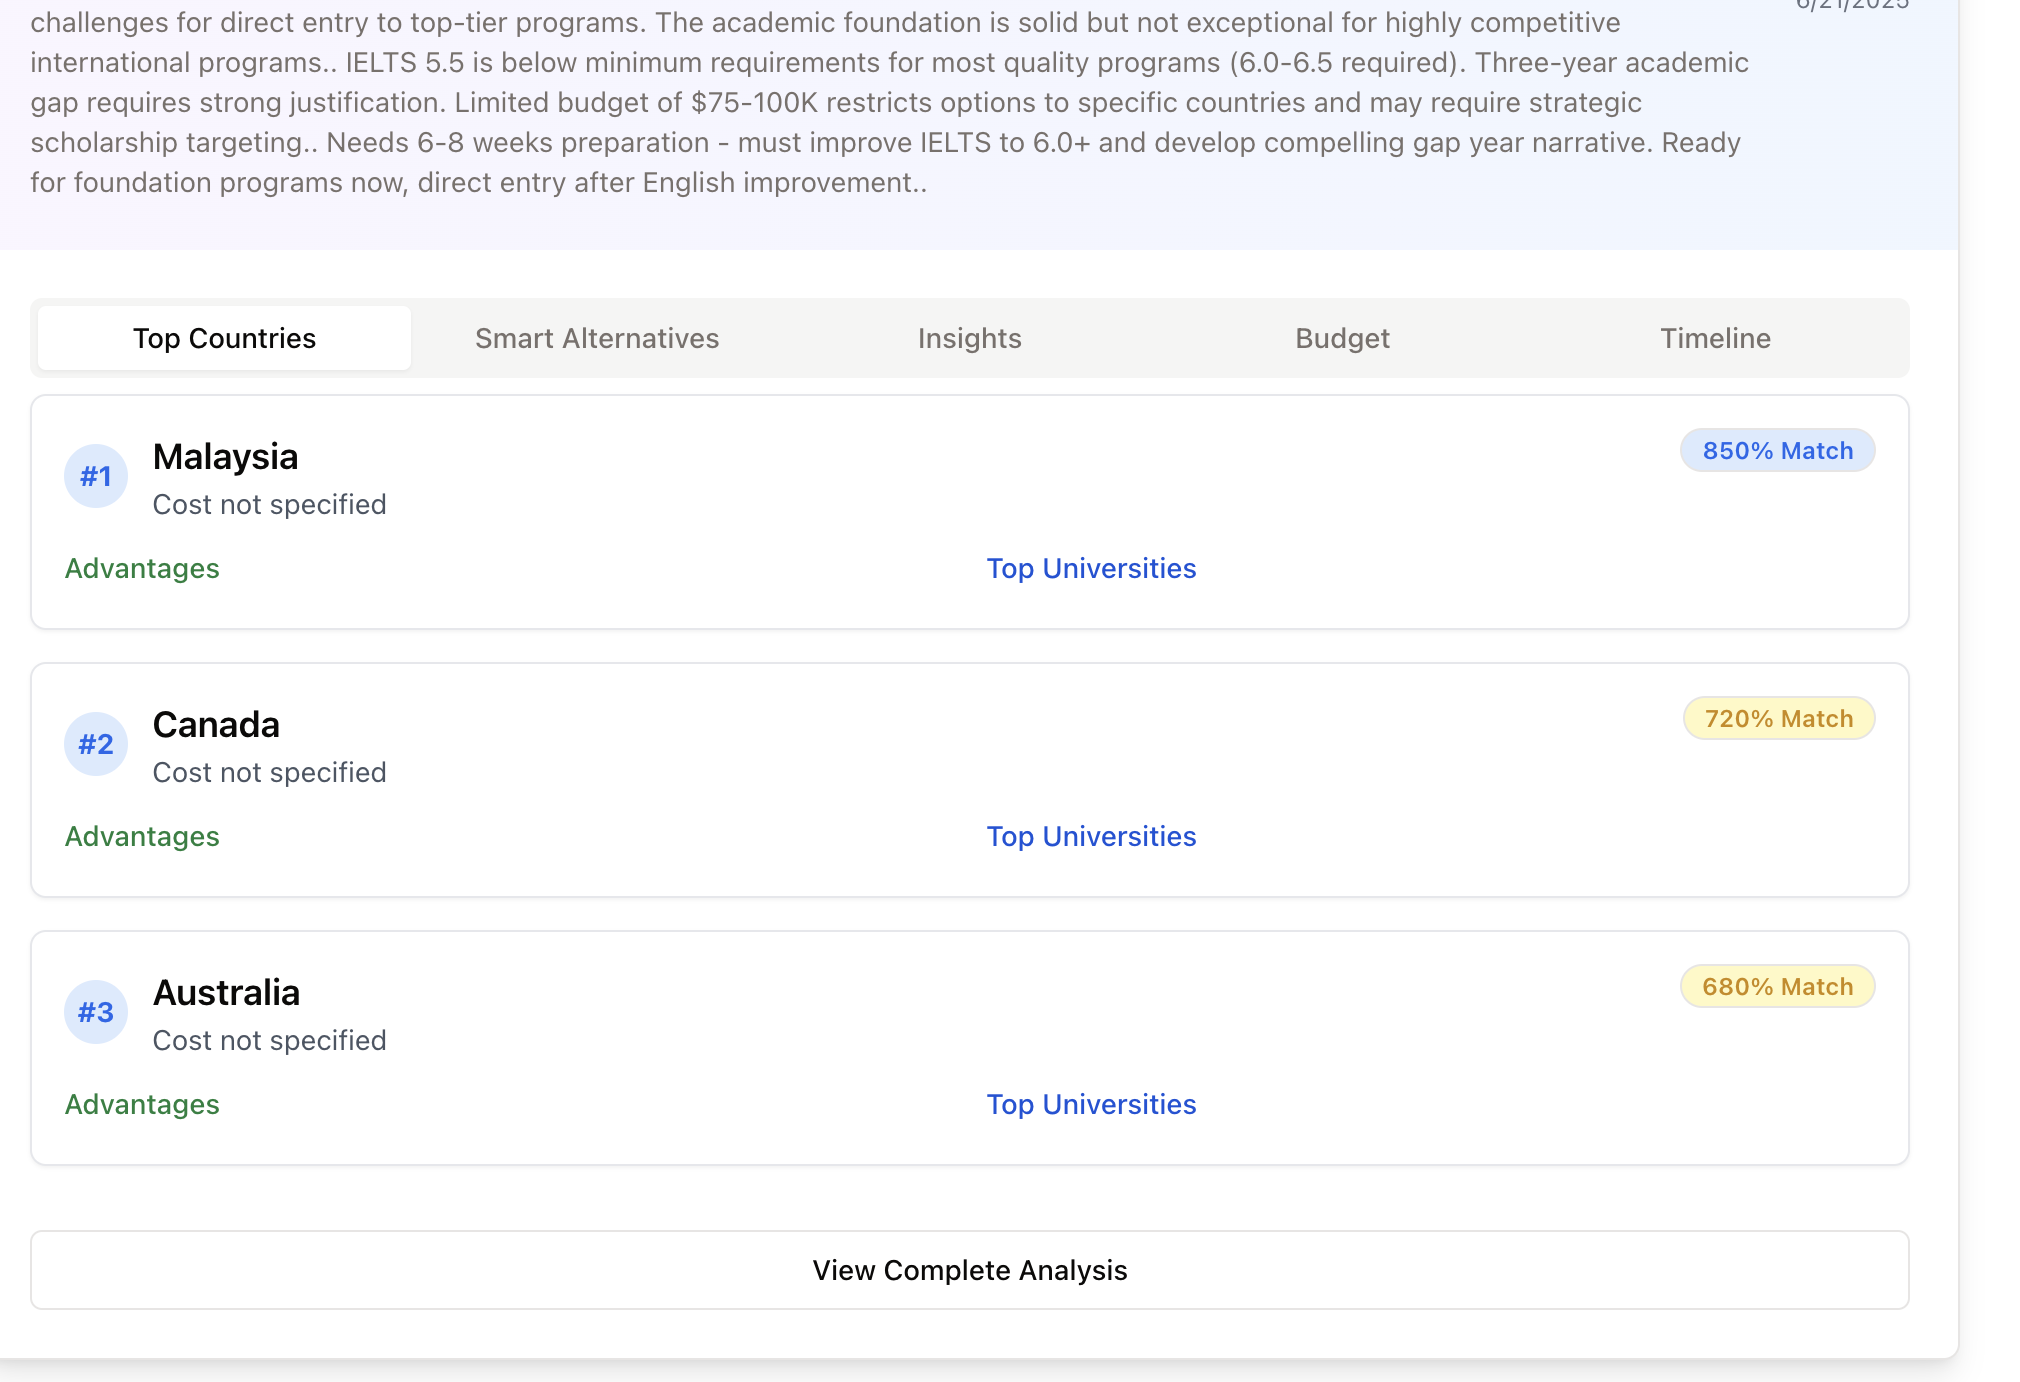 6/21/2025
challenges for direct entry to top-tier programs. The academic foundation is solid but not exceptional for highly competitive
international programs.. IELTS 5.5 is below minimum requirements for most quality programs (6.0-6.5 required). Three-year academic
gap requires strong justification. Limited budget of $75-100K restricts options to specific countries and may require strategic
scholarship targeting.. Needs 6-8 weeks preparation - must improve IELTS to 6.0+ and develop compelling gap year narrative. Ready
for foundation programs now, direct entry after English improvement..
Top Countries
Smart Alternatives
Insights
Budget
Timeline
#1
Malaysia
850% Match
Cost not specified
Advantages
Top Universities
#2
Canada
720% Match
Cost not specified
Advantages
Top Universities
#3
Australia
680% Match
Cost not specified
Advantages
Top Universities
View Complete Analysis